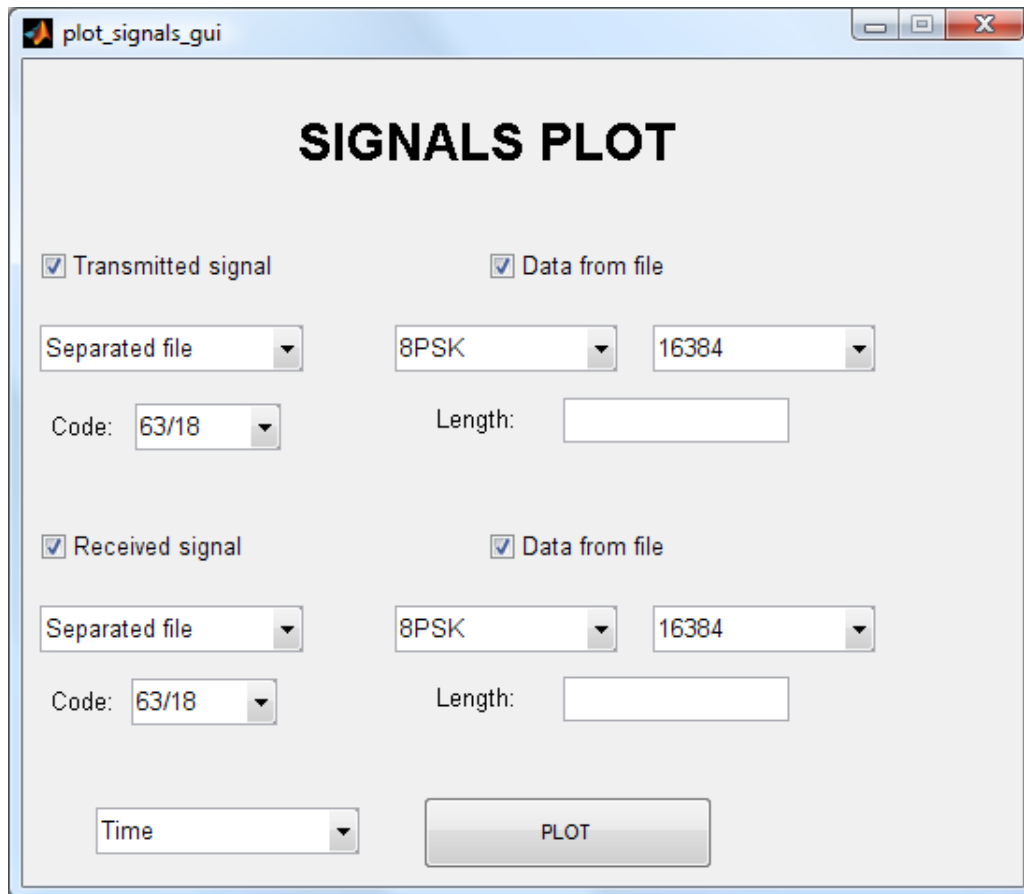 plot_signals_gui
SIGNALS PLOT
Transmitted signal Data from file
Separated file 8PSK 16384
Code: 63/18 Length:
Received signal Data from file
Separated file 8PSK 16384
Code: 63/18 Length:
Time PLOT